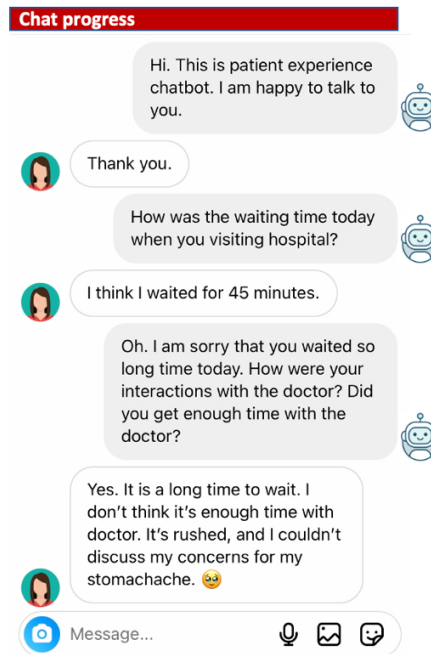 Chat progress
Hi. This is patient experience
chatbot. I am happy to talk to
you.
Thank you.
How was the waiting time today
when you visiting hospital?
I think I waited for 45 minutes.
Oh. I am sorry that you waited so
long time today. How were your
interactions with the doctor? Did
you get enough time with the
doctor?
Yes. It is a long time to wait. I
don't think it's enough time with
doctor. It's rushed, and I couldn't
discuss my concerns for my
stomachache. 🥹
Message...